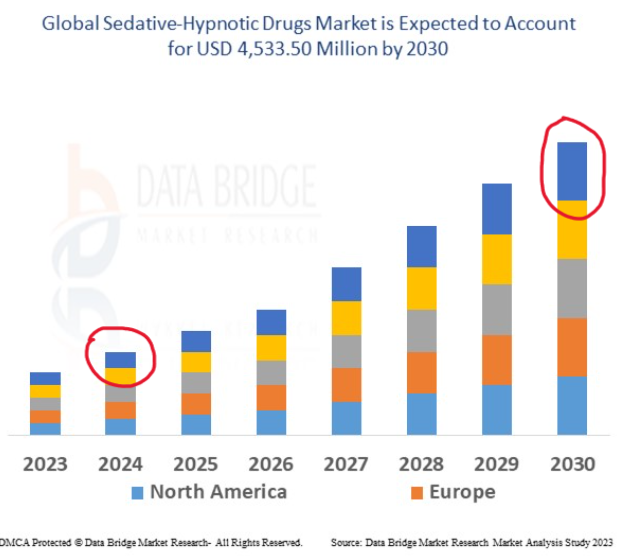 Global Sedative-Hypnotic Drugs Market is Expected to Account
for USD 4,533.50 Million by 2030
DATA BRIDGE
MARKET RESEARCH
2023 2024 2025 2026 2027 2028 2029 2030
North America Europe
DMCA Protected © Data Bridge Market Research- All Rights Reserved. Source: Data Bridge Market Research Market Analysis Study 2023